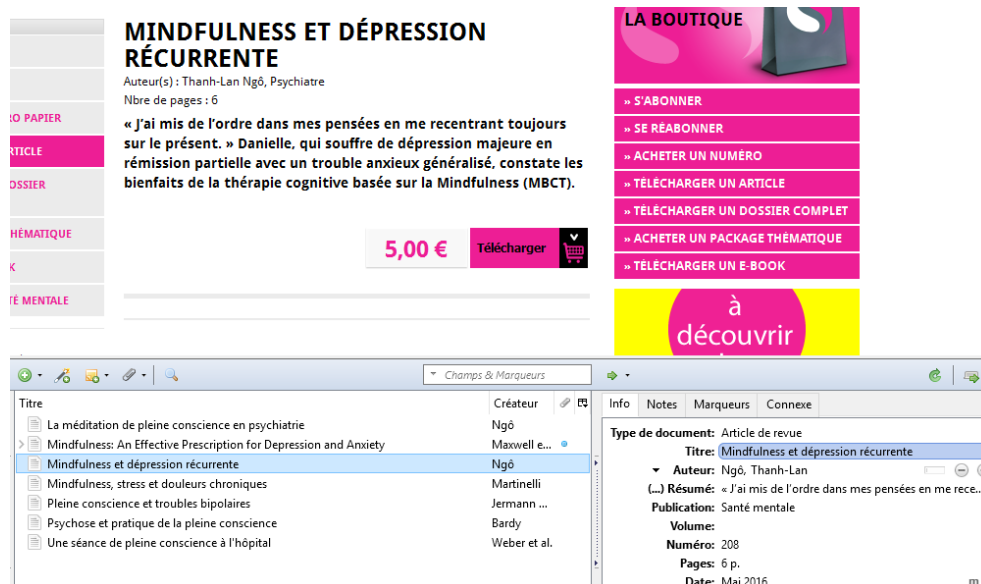 MINDFULNESS ET DÉPRESSION
RÉCURRENTE
Auteur(s) : Thanh-Lan Ngô, Psychiatre
Nbre de pages : 6
« J'ai mis de l'ordre dans mes pensées en me recentrant toujours
sur le présent. » Danielle, qui souffre de dépression majeure en
rémission partielle avec un trouble anxieux généralisé, constate les
bienfaits de la thérapie cognitive basée sur la Mindfulness (MBCT).
5,00 €
Télécharger
RO PAPIER
RTICLE
OSSIER
HÉMATIQUE
K
TÉ MENTALE
LA BOUTIQUE
» S'ABONNER
» SE RÉABONNER
» ACHETER UN NUMÉRO
» TÉLÉCHARGER UN ARTICLE
» TÉLÉCHARGER UN DOSSIER COMPLET
» ACHETER UN PACKAGE THÉMATIQUE
» TÉLÉCHARGER UN E-BOOK
à
découvrir
Champs & Marqueurs
Titre Créateur
La méditation de pleine conscience en psychiatrie Ngô
Mindfulness: An Effective Prescription for Depression and Anxiety Maxwell e...
Mindfulness et dépression récurrente Ngô
Mindfulness, stress et douleurs chroniques Martinelli
Pleine conscience et troubles bipolaires Jermann ...
Psychose et pratique de la pleine conscience Bardy
Une séance de pleine conscience à l'hôpital Weber et al.
Info Notes Marqueurs Connexe
Type de document: Article de revue
Titre: Mindfulness et dépression récurrente
Auteur: Ngô, Thanh-Lan
(...) Résumé: « J'ai mis de l'ordre dans mes pensées en me rece...
Publication: Santé mentale
Volume:
Numéro: 208
Pages: 6 p.
Date: Mai 2016